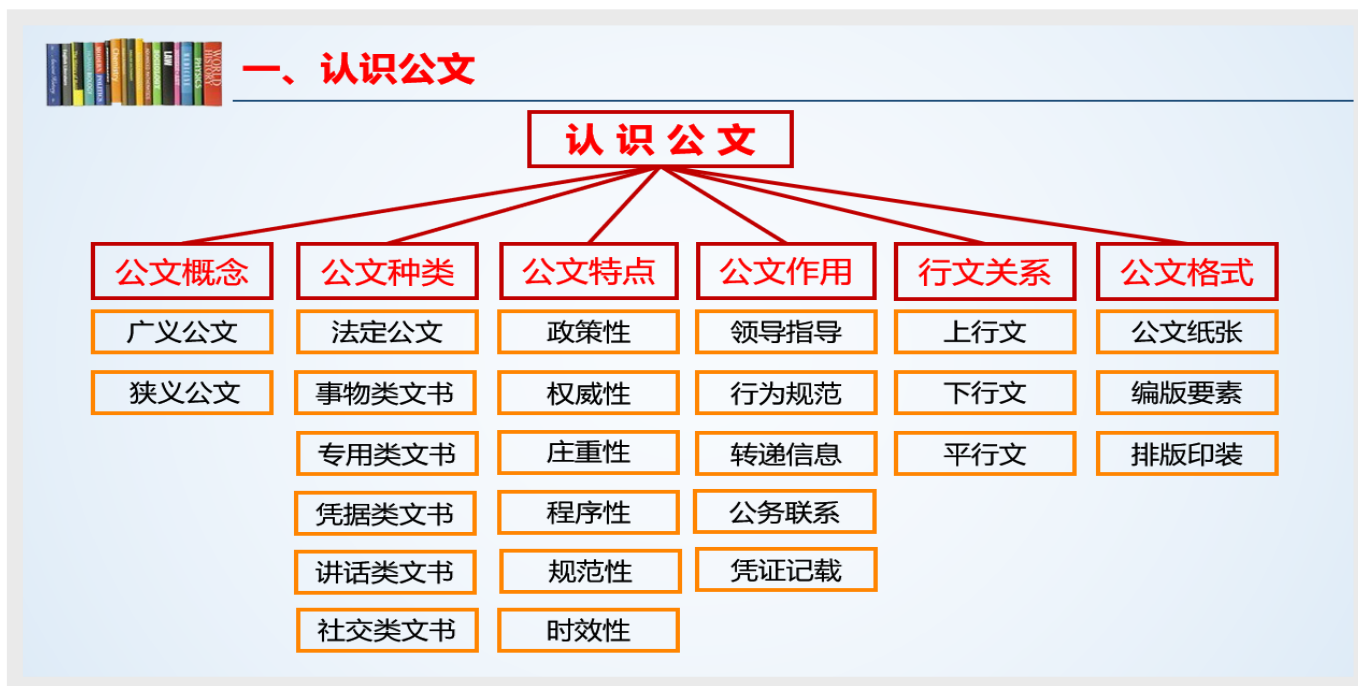 一、认识公文
认识公文
公文概念
公文种类
公文特点
公文作用
行文关系
公文格式
广义公文
法定公文
政策性
领导指导
上行文
公文纸张
狭义公文
事物类文书
权威性
行为规范
下行文
编版要素
专用类文书
庄重性
转递信息
平行文
排版印装
凭据类文书
程序性
公务联系
讲话类文书
规范性
凭证记载
社交类文书
时效性